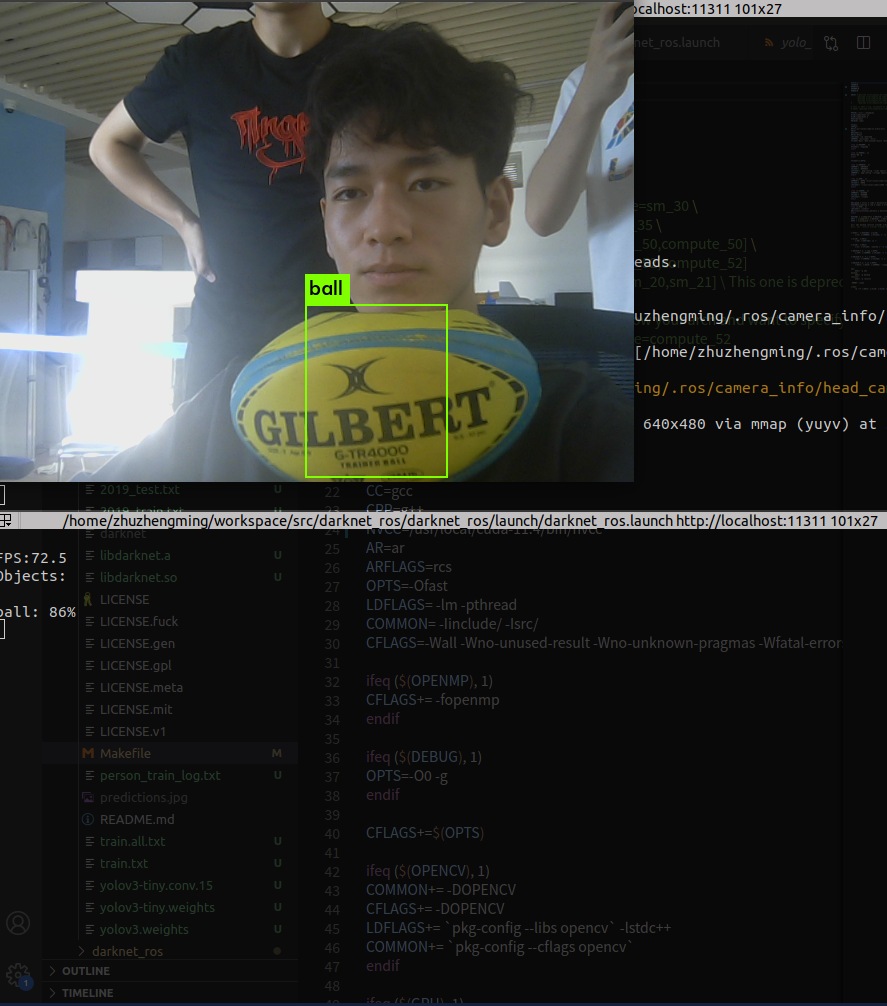 ocalhost:11311 101x27
net_ros.launch
yolo_
e=sm_30 \
35 \
_50,compute_50] \
_52]
eads.
m_20,sm_21] \ This one is depre
uzhengming/.ros/camera_info/
e=compute_52
[/home/zhuzhengming/.ros/cam
ing/.ros/camera_info/head_ca
640x480 via mmap (yuyv) at
ball
GILBERT
G-TR4000
TRAINER BALL
2019_test.txt U
2019_train.txt
22 CC=gcc
CPP=g++
/home/zhuzhengming/workspace/src/darknet_ros/darknet_ros/launch/darknet_ros.launch http://localhost:11311 101x27
darknet
FPS:72.5
Objects:
ball: 86%
libdarknet.a U
libdarknet.so U
LICENSE
LICENSE.fuck
LICENSE.gen
LICENSE.gpl
LICENSE.meta
LICENSE.mit
LICENSE.v1
Makefile M
person_train_log.txt U
predictions.jpg
README.md
train.all.txt U
train.txt U
yolov3-tiny.conv.15 U
yolov3-tiny.weights U
yolov3.weights U
darknet_ros
OUTLINE
TIMELINE
1
24 NVCC=/usr/local/cuda-11.4/bin/nvcc
25 AR=ar
26 ARFLAGS=rcs
27 OPTS=-Ofast
28 LDFLAGS= -lm -pthread
29 COMMON= -Iinclude/ -Isrc/
30 CFLAGS=-Wall -Wno-unused-result -Wno-unknown-pragmas -Wfatal-error
31
32 ifeq ($(OPENMP), 1)
33 CFLAGS+= -fopenmp
34 endif
35
36 ifeq ($(DEBUG), 1)
37 OPTS=-O0 -g
38 endif
39
40 CFLAGS+=$(OPTS)
41
42 ifeq ($(OPENCV), 1)
43 COMMON+= -DOPENCV
44 CFLAGS+= -DOPENCV
45 LDFLAGS+= `pkg-config --libs opencv` -lstdc++
46 COMMON+= `pkg-config --cflags opencv`
47 endif
48
ifeq ($(GPU), 1)